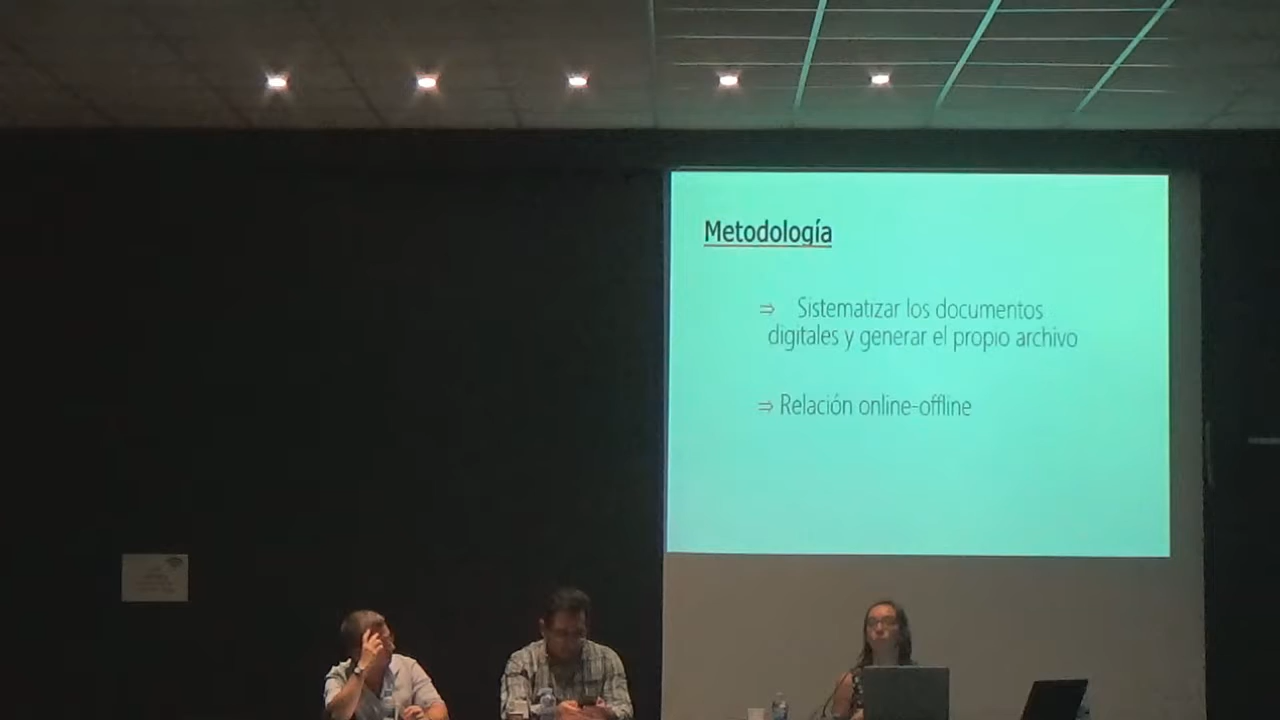 Metodología
⇒ Sistematizar los documentos
digitales y generar el propio archivo
⇒ Relación online-offline